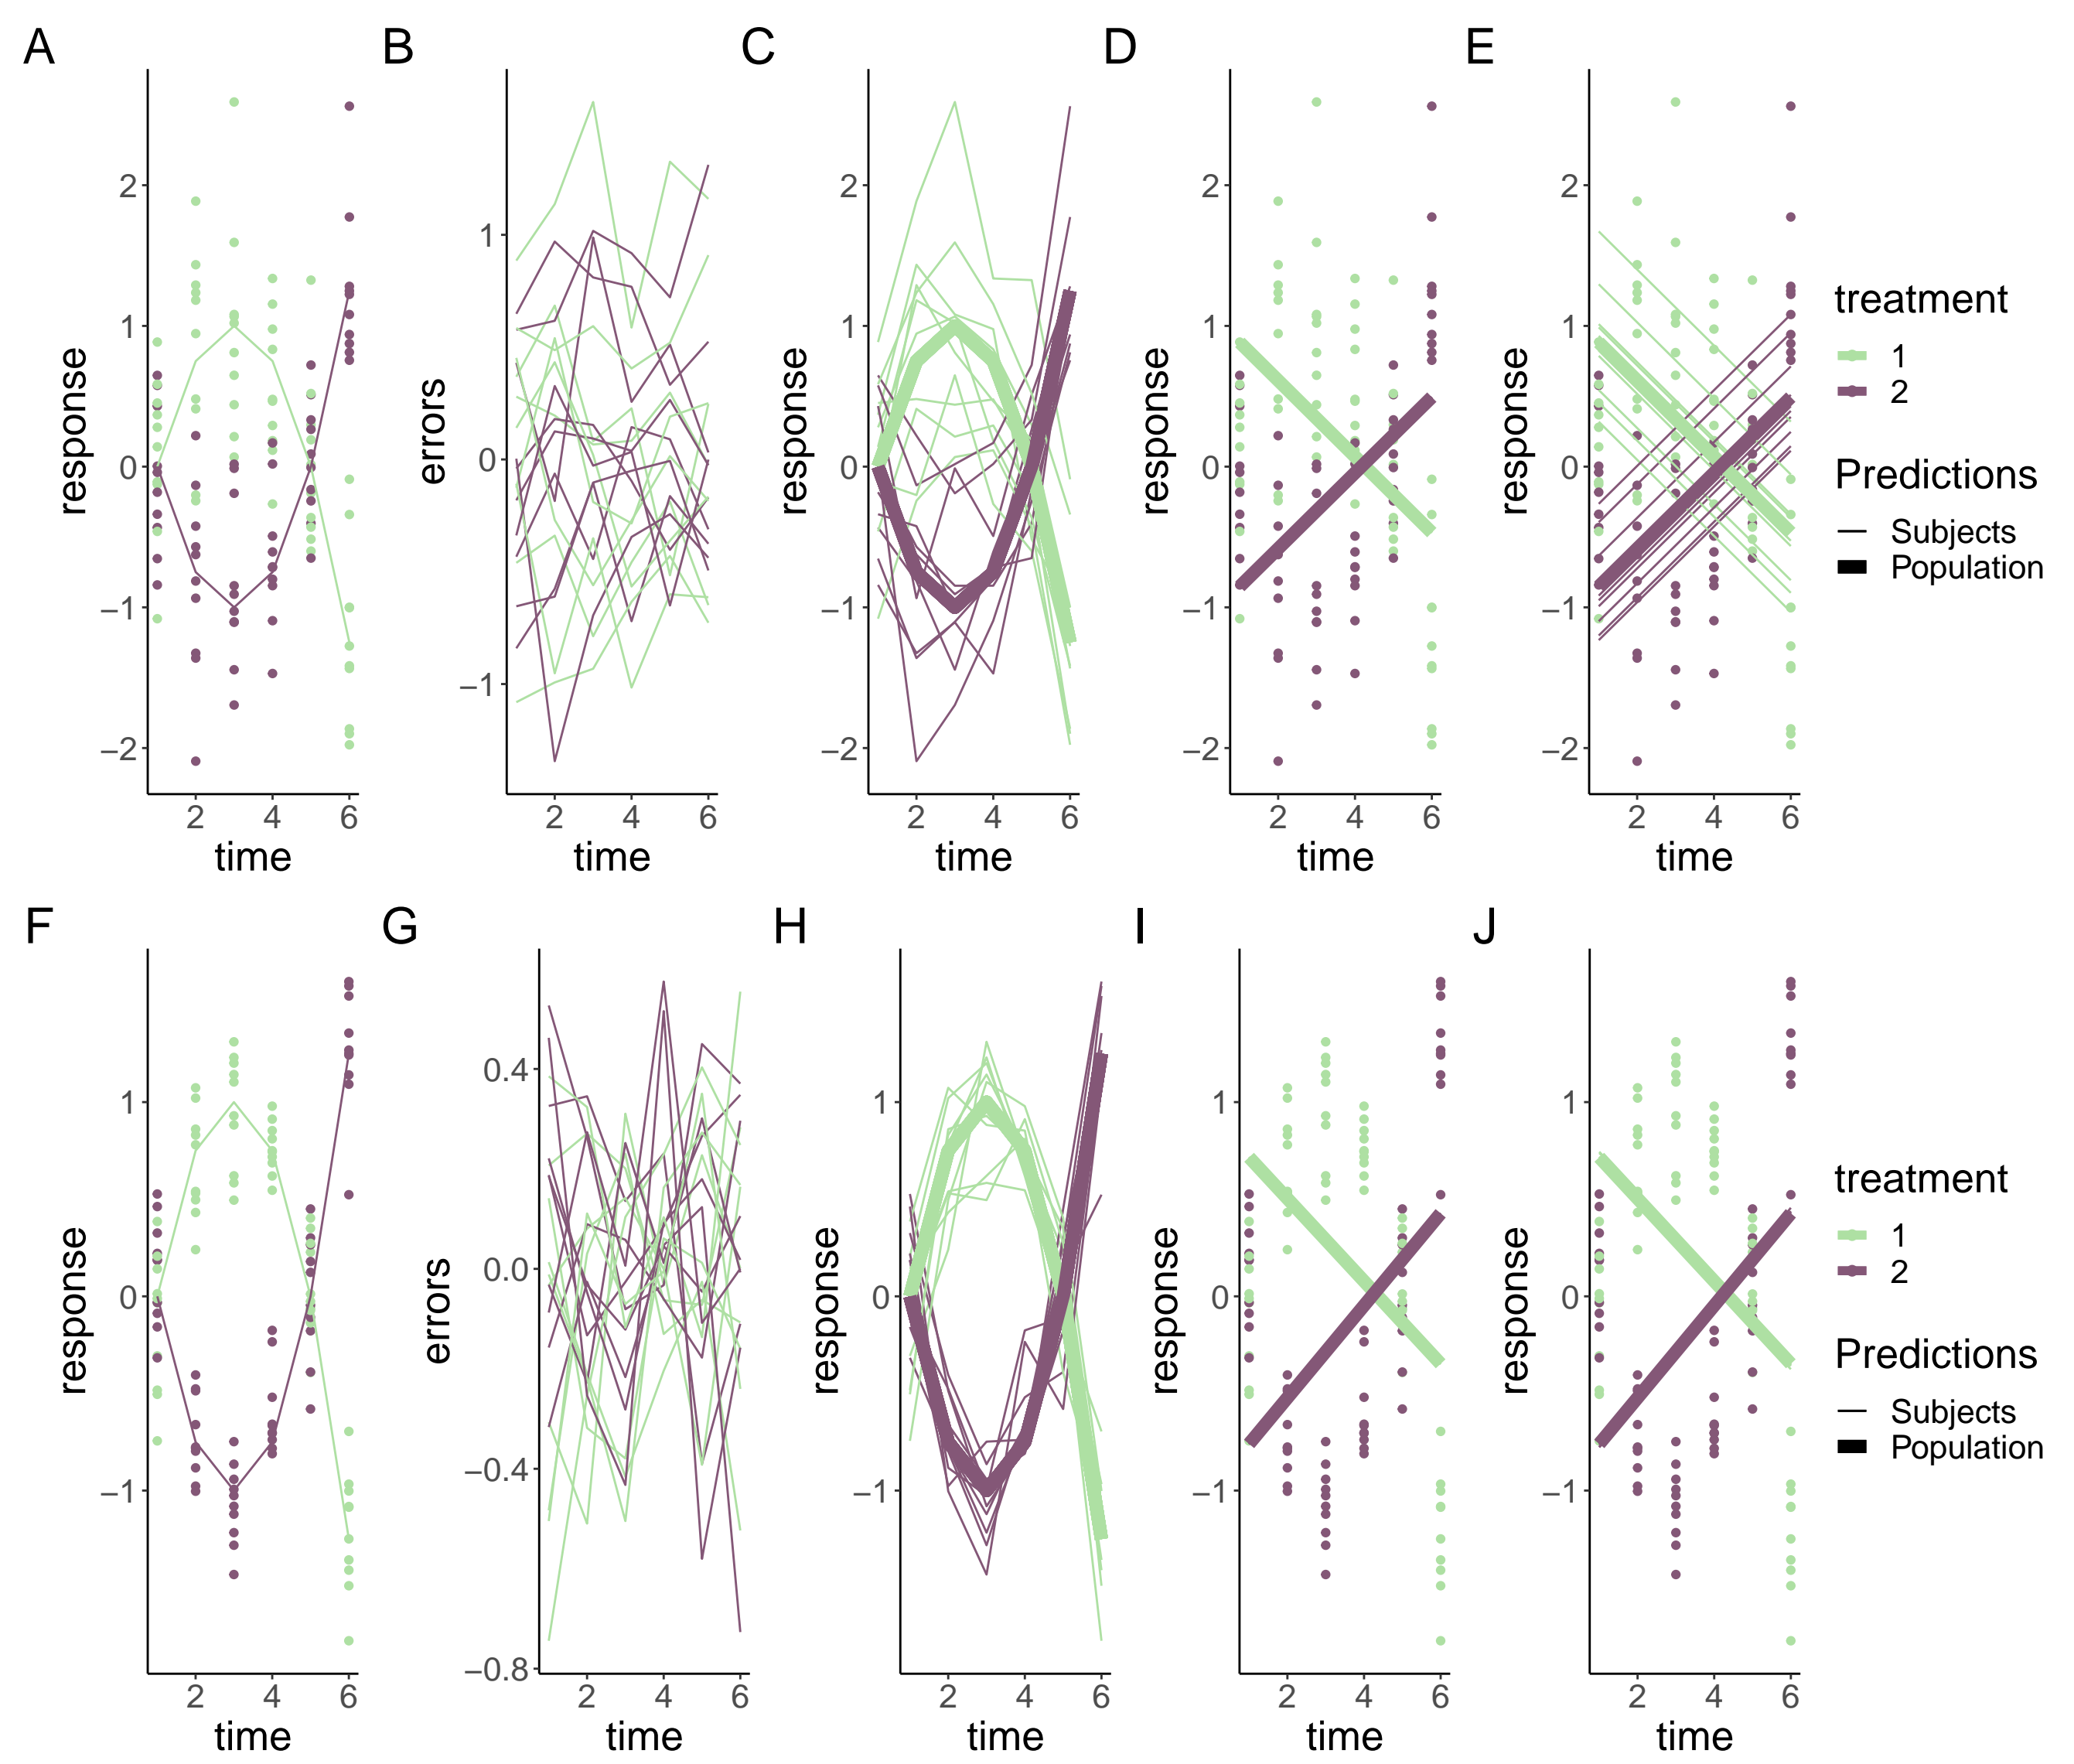 A B C D E
response
2
1
0
−1
−2
2 4 6
time
errors
1
0
−1
2 4 6
time
response
2
1
0
−1
−2
2 4 6
time
response
2
1
0
−1
−2
2 4 6
time
response
2
1
0
−1
−2
2 4 6
time
treatment
1
2
Predictions
Subjects
Population
F G H I J
response
1
0
−1
2 4 6
time
errors
0.4
0.0
−0.4
−0.8
2 4 6
time
response
1
0
−1
2 4 6
time
response
1
0
−1
2 4 6
time
response
1
0
−1
2 4 6
time
treatment
1
2
Predictions
Subjects
Population